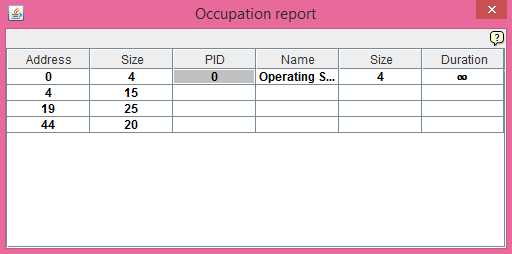 Occupation report
Address Size PID Name Size Duration
0 4 0 Operating S... 4 ∞
4 15
19 25
44 20